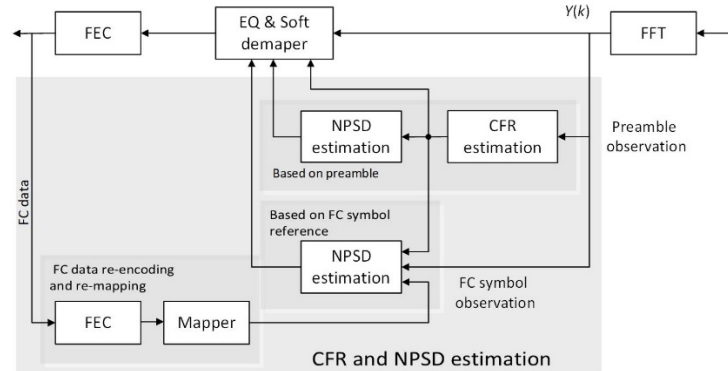 Y(k)
FEC
EQ & Soft
demaper
FFT
NPSD
estimation
CFR
estimation
Preamble
observation
Based on preamble
FC data
Based on FC symbol
reference
NPSD
estimation
FC data re-encoding
and re-mapping
FC symbol
observation
FEC
Mapper
CFR and NPSD estimation